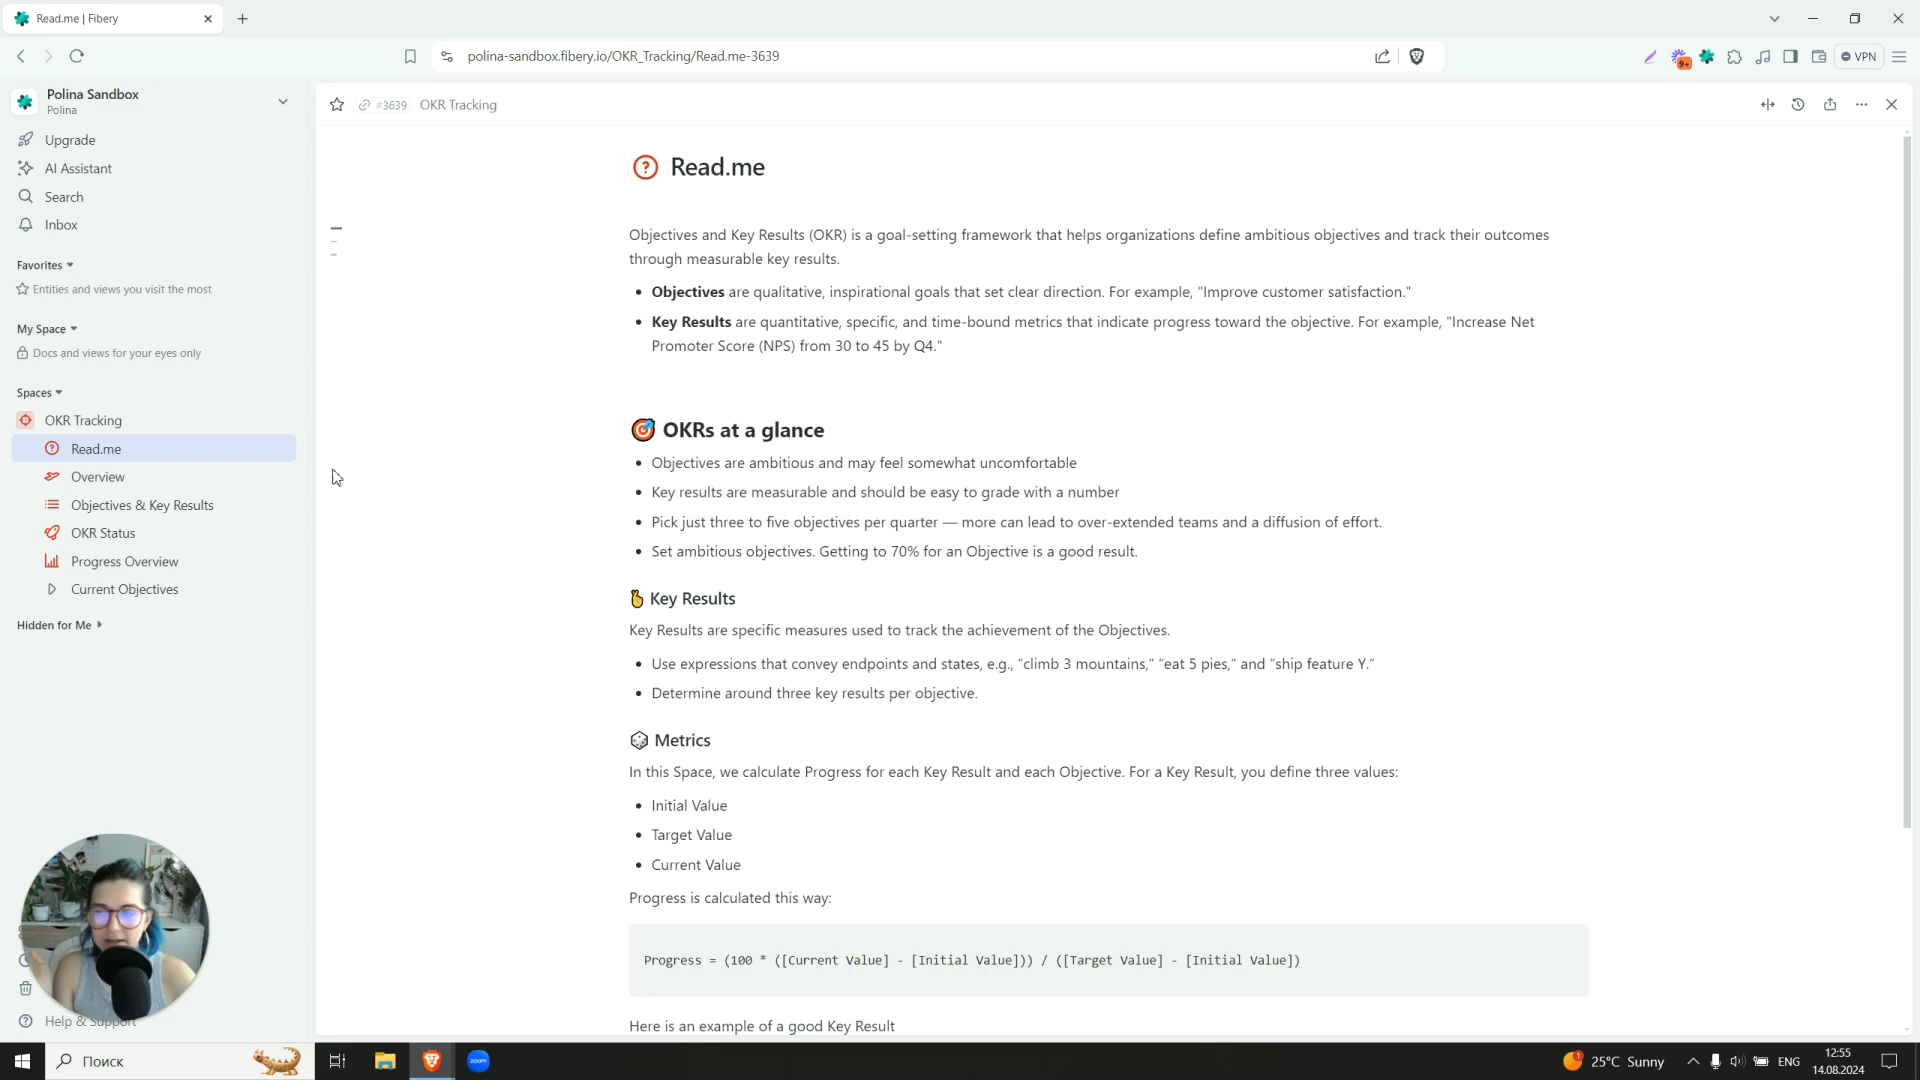 Read.me | Fibery
polina-sandbox.fibery.io/OKR_Tracking/Read.me-3639
9+
VPN
Polina Sandbox
Polina
Upgrade
AI Assistant
Search
Inbox
Favorites
Entities and views you visit the most
My Space
Docs and views for your eyes only
Spaces
OKR Tracking
Read.me
Overview
Objectives & Key Results
OKR Status
Progress Overview
Current Objectives
Hidden for Me
Help & Support
#3639 OKR Tracking
Read.me
Objectives and Key Results (OKR) is a goal-setting framework that helps organizations define ambitious objectives and track their outcomes
through measurable key results.
• Objectives are qualitative, inspirational goals that set clear direction. For example, "Improve customer satisfaction."
• Key Results are quantitative, specific, and time-bound metrics that indicate progress toward the objective. For example, "Increase Net
Promoter Score (NPS) from 30 to 45 by Q4."
OKRs at a glance
• Objectives are ambitious and may feel somewhat uncomfortable
• Key results are measurable and should be easy to grade with a number
• Pick just three to five objectives per quarter — more can lead to over-extended teams and a diffusion of effort.
• Set ambitious objectives. Getting to 70% for an Objective is a good result.
Key Results
Key Results are specific measures used to track the achievement of the Objectives.
• Use expressions that convey endpoints and states, e.g., “climb 3 mountains,” “eat 5 pies,” and “ship feature Y.”
• Determine around three key results per objective.
Metrics
In this Space, we calculate Progress for each Key Result and each Objective. For a Key Result, you define three values:
• Initial Value
• Target Value
• Current Value
Progress is calculated this way:
Progress = (100 * ([Current Value] - [Initial Value])) / ([Target Value] - [Initial Value])
Here is an example of a good Key Result
Поиск
zoom
1
25°C Sunny
ENG
12:55
14.08.2024